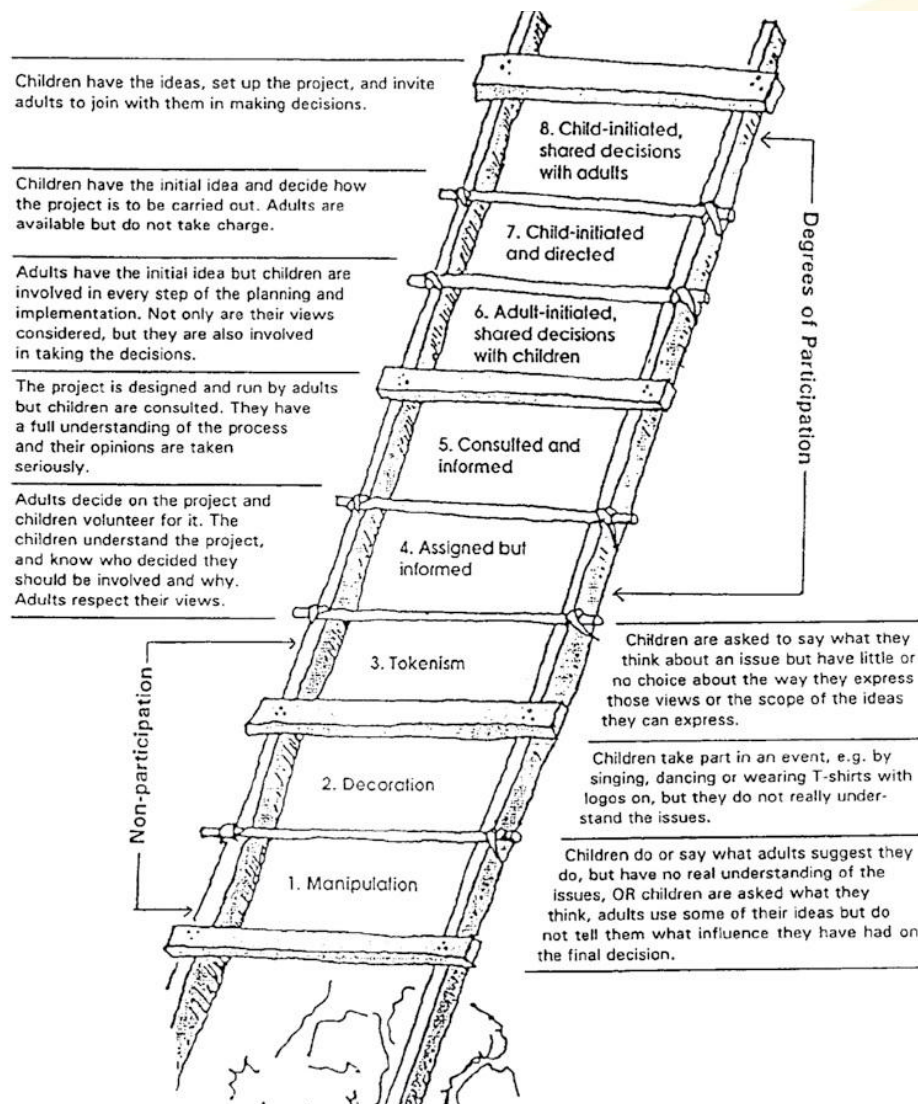 Children have the ideas, set up the project, and invite
adults to join with them in making decisions.
8. Child-initiated,
shared decisions
with adults
Children have the initial idea and decide how
the project is to be carried out. Adults are
available but do not take charge.
7. Child-initiated
and directed
Adults have the initial idea but children are
involved in every step of the planning and
implementation. Not only are their views
considered, but they are also involved
in taking the decisions.
6. Adult-initiated,
shared decisions
with children
The project is designed and run by adults
but children are consulted. They have
a full understanding of the process
and their opinions are taken
seriously.
5. Consulted and
informed
Adults decide on the project and
children volunteer for it. The
children understand the project,
and know who decided they
should be involved and why.
Adults respect their views.
4. Assigned but
informed
Degrees of Participation
3. Tokenism
Children are asked to say what they
think about an issue but have little or
no choice about the way they express
those views or the scope of the ideas
they can express.
2. Decoration
Children take part in an event, e.g. by
singing, dancing or wearing T-shirts with
logos on, but they do not really under-
stand the issues.
1. Manipulation
Children do or say what adults suggest they
do, but have no real understanding of the
issues, OR children are asked what they
think, adults use some of their ideas but do
not tell them what influence they have had on
the final decision.
Non-participation